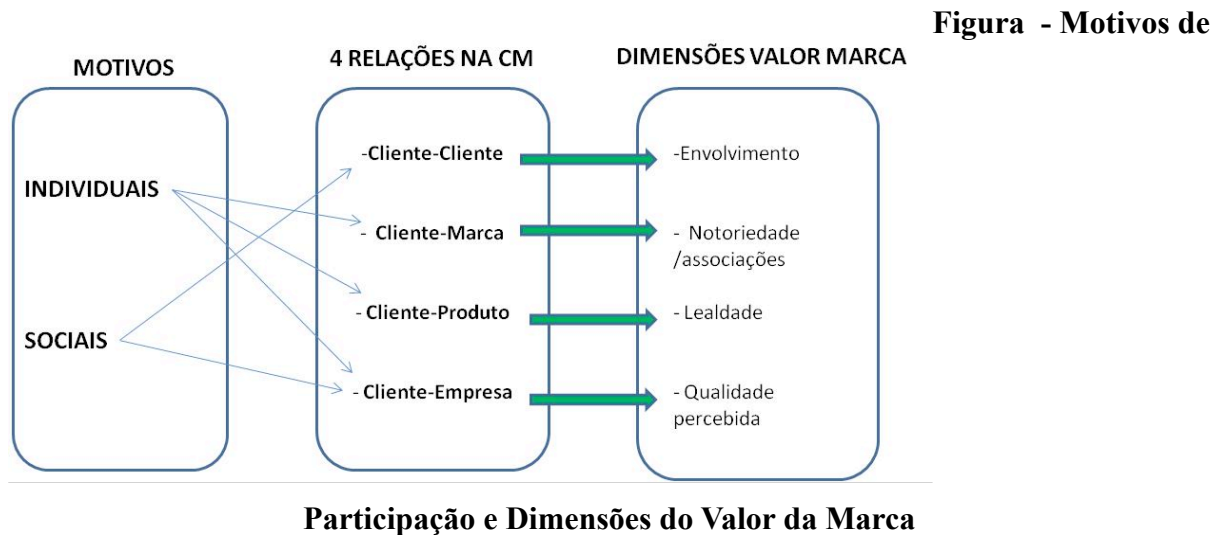 Figura - Motivos de
MOTIVOS
INDIVIDUAIS
SOCIAIS
4 RELAÇÕES NA CM
-Cliente-Cliente
- Cliente-Marca
- Cliente-Produto
- Cliente-Empresa
DIMENSÕES VALOR MARCA
-Envolvimento
- Notoriedade
/associações
- Lealdade
- Qualidade
percebida
Participação e Dimensões do Valor da Marca